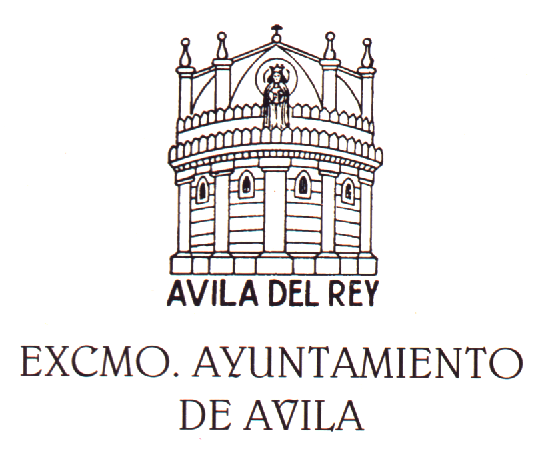 AVILA DEL REY
EXCMO. AYUNTAMIENTO
DE AVILA